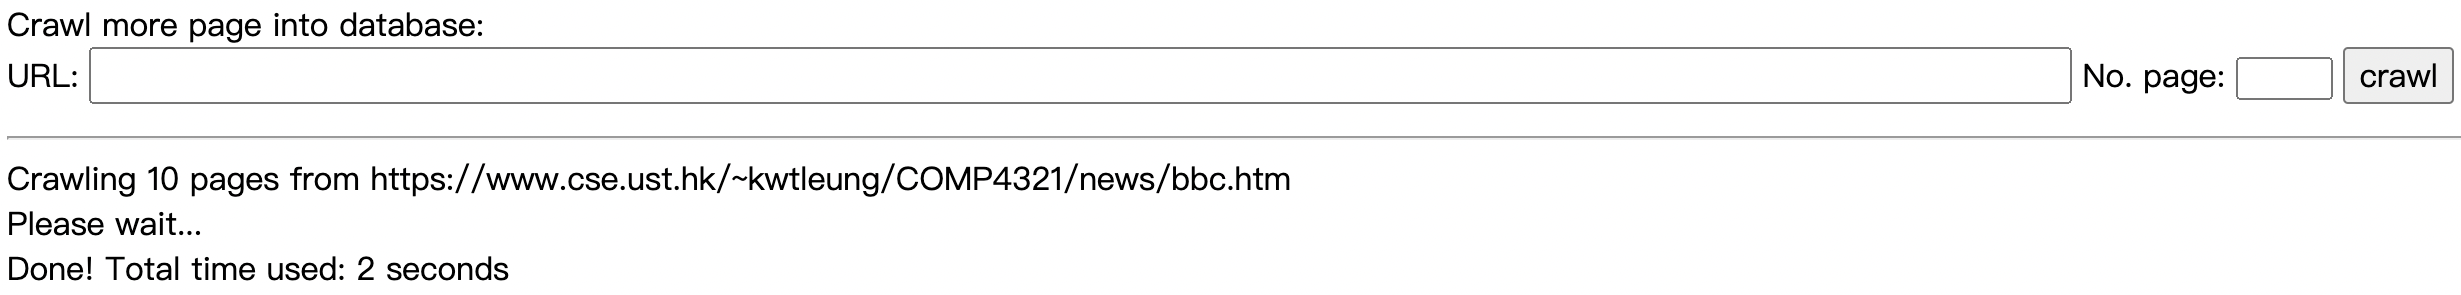 Crawl more page into database:
URL: No. page: crawl
Crawling 10 pages from https://www.cse.ust.hk/~kwtleung/COMP4321/news/bbc.htm
Please wait...
Done! Total time used: 2 seconds